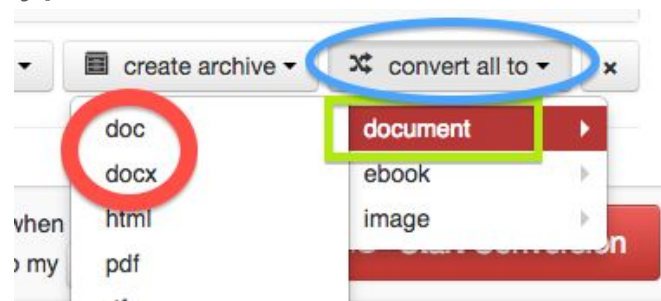 create archive
convert all to
x
doc
document
docx
ebook
when
html
image
my
pdf